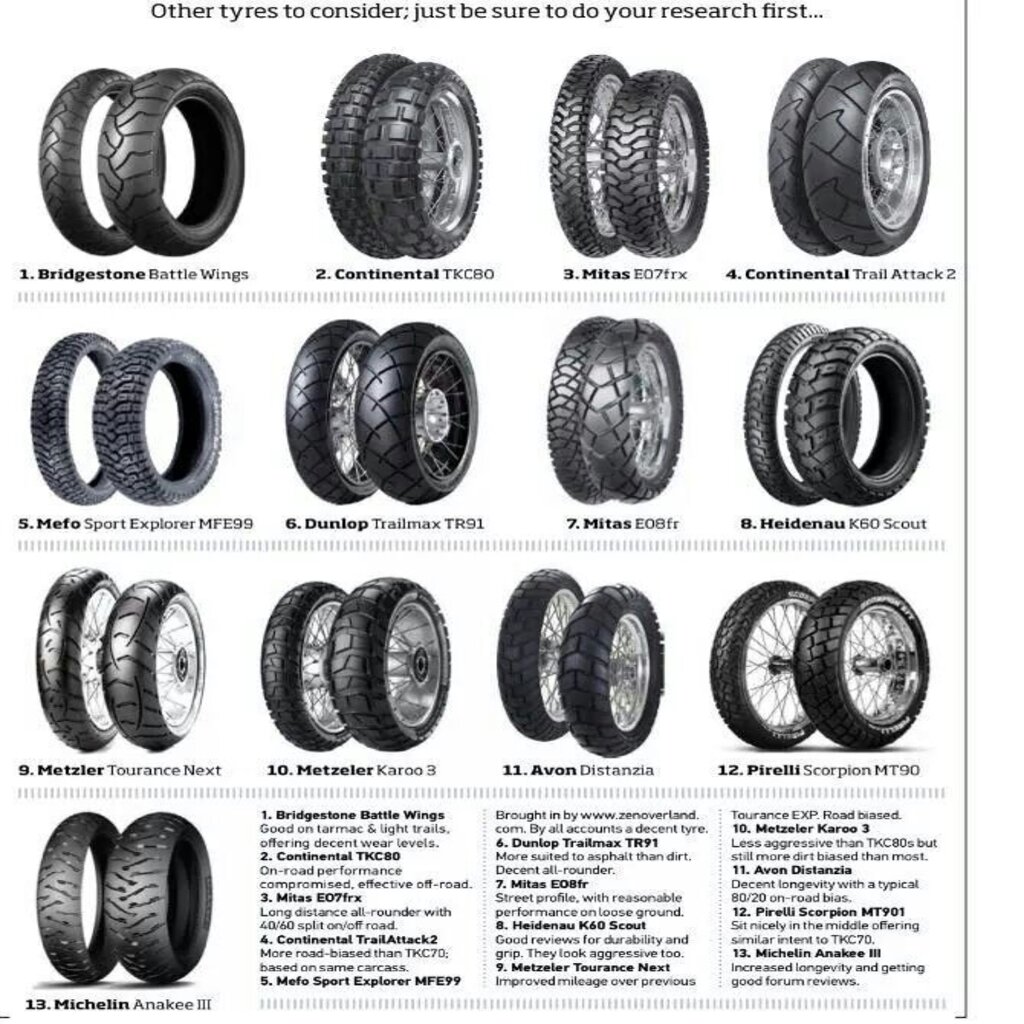 Other tyres to consider; just be sure to do your research first...
1. Bridgestone Battle Wings
2. Continental TKC80
3. Mitas E07frx
4. Continental Trail Attack 2
5. Mefo Sport Explorer MFE99
6. Dunlop Trailmax TR91
7. Mitas E08fr
8. Heidenau K60 Scout
9. Metzler Tourance Next
10. Metzeler Karoo 3
11. Avon Distanzia
12. Pirelli Scorpion MT90
13. Michelin Anakee III
1. Bridgestone Battle Wings
Good on tarmac & light trails,
offering decent wear levels.
2. Continental TKC80
On-road performance
compromised, effective off-road.
3. Mitas E07frx
Long distance all-rounder with
40/60 split on/off road.
4. Continental TrailAttack2
More road-biased than TKC70;
based on same carcass.
5. Mefo Sport Explorer MFE99
Brought in by www.zenoverland.
com. By all accounts a decent tyre.
6. Dunlop Trailmax TR91
More suited to asphalt than dirt.
Decent all-rounder.
7. Mitas E08fr
Street profile, with reasonable
performance on loose ground.
8. Heidenau K60 Scout
Good reviews for durability and
grip. They look aggressive too.
9. Metzeler Tourance Next
Improved mileage over previous
Tourance EXP. Road biased.
10. Metzeler Karoo 3
Less aggressive than TKC80s but
still more dirt biased than most.
11. Avon Distanzia
Decent longevity with a typical
80/20 on-road bias.
12. Pirelli Scorpion MT901
Sit nicely in the middle offering
similar intent to TKC70.
13. Michelin Anakee III
Increased longevity and getting
good forum reviews.